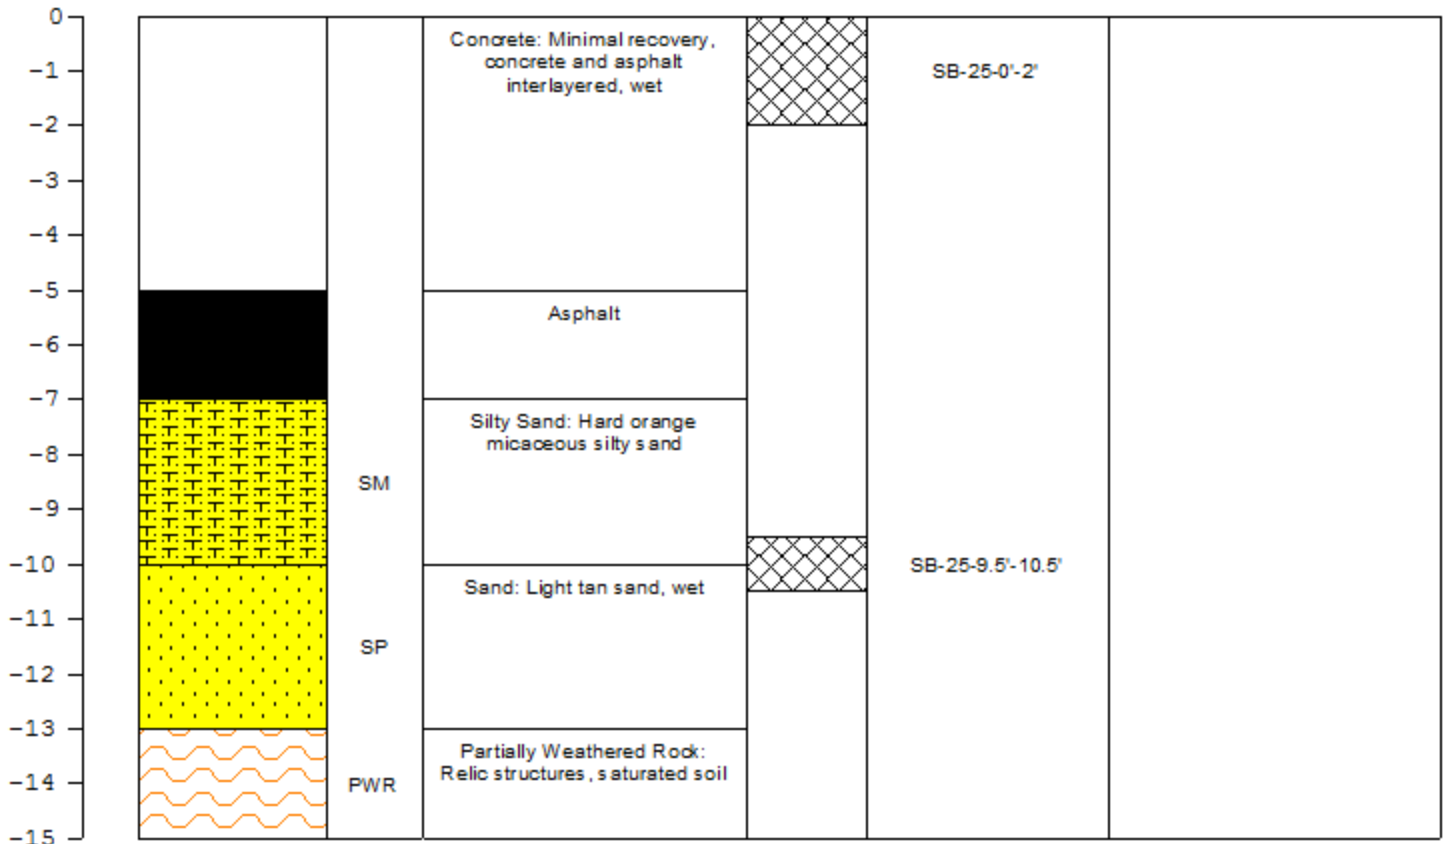 0
Concrete: Minimal recovery,
concrete and asphalt
interlayered, wet
-1
SB-25-0'-2'
-2
-3
-4
-5
Asphalt
-6
-7
Silty Sand: Hard orange
micaceous silty sand
-8
SM
-9
-10
SB-25-9.5'-10.5'
Sand: Light tan sand, wet
-11
SP
-12
-13
Partially Weathered Rock:
Relic structures, saturated soil
-14
PWR
-15